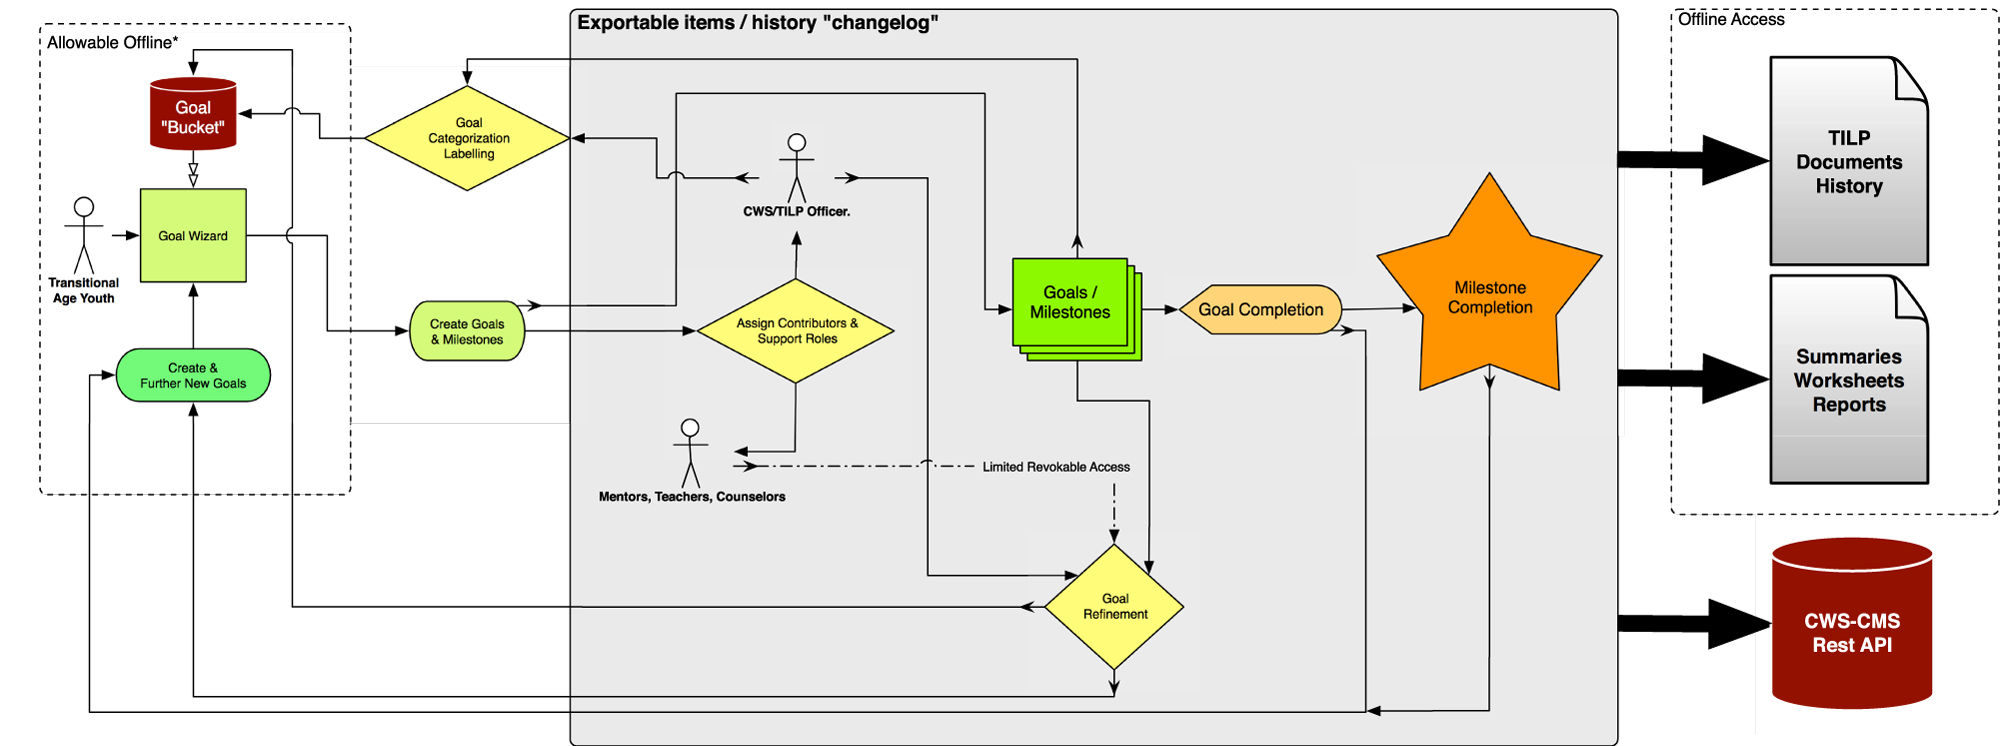 Exportable items / history "changelog"
Offline Access
Allowable Offline*
Goal
"Bucket"
Goal
Categorization
Labelling
TILP
Documents
History
CWS/TILP Officer.
Goal Wizard
Transitional
Age Youth
Create Goals
& Milestones
Assign Contributors &
Support Roles
Goals /
Milestones
Goal Completion
Milestone
Completion
Create &
Further New Goals
Summaries
Worksheets
Reports
Limited Revokable Access
Mentors, Teachers, Counselors
Goal
Refinement
CWS-CMS
Rest API